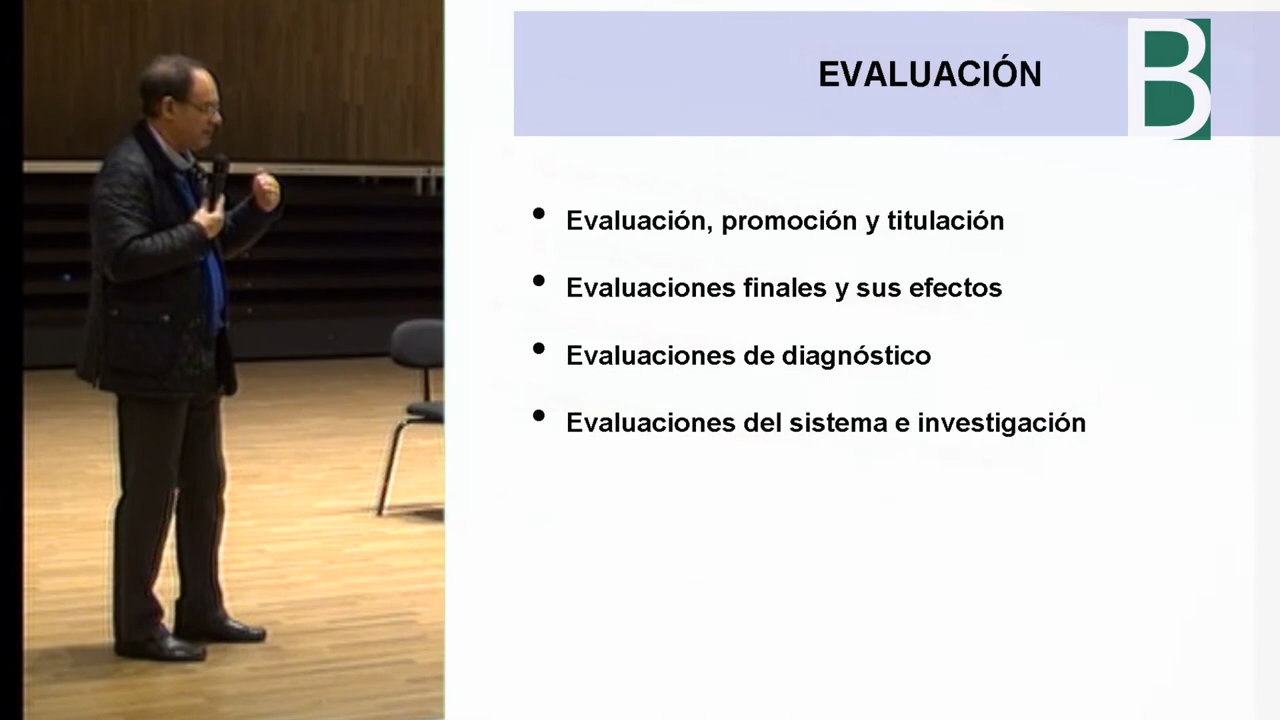 EVALUACIÓN
B
• Evaluación, promoción y titulación
• Evaluaciones finales y sus efectos
• Evaluaciones de diagnóstico
• Evaluaciones del sistema e investigación